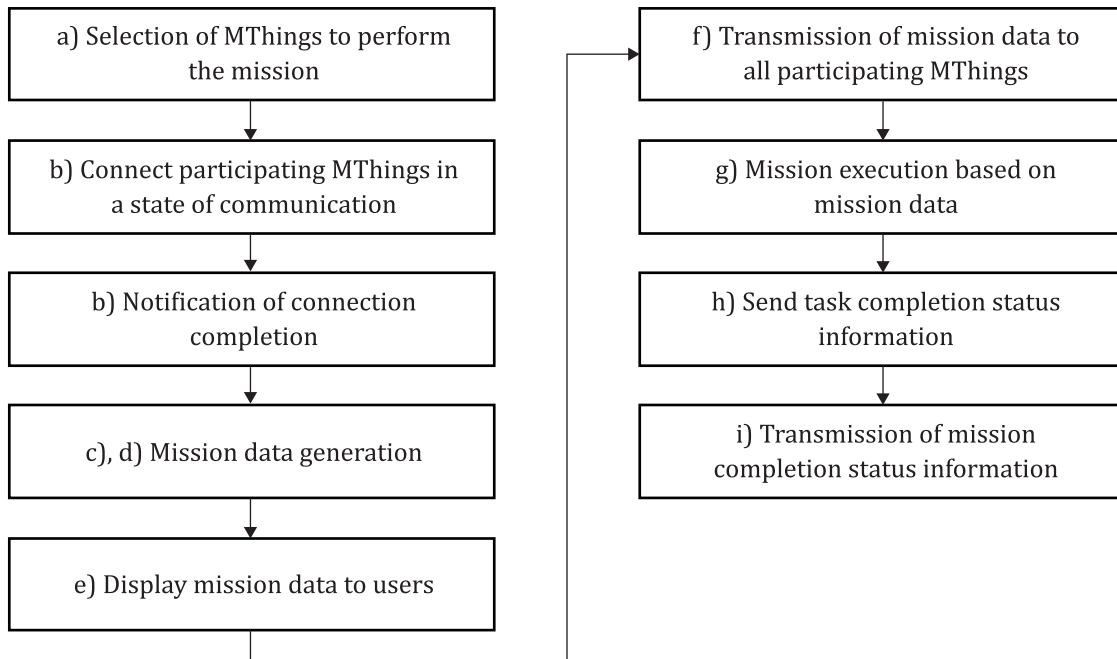 a) Selection of MThings to perform
the mission
b) Connect participating MThings in
a state of communication
b) Notification of connection
completion
c), d) Mission data generation
e) Display mission data to users
f) Transmission of mission data to
all participating MThings
g) Mission execution based on
mission data
h) Send task completion status
information
i) Transmission of mission
completion status information